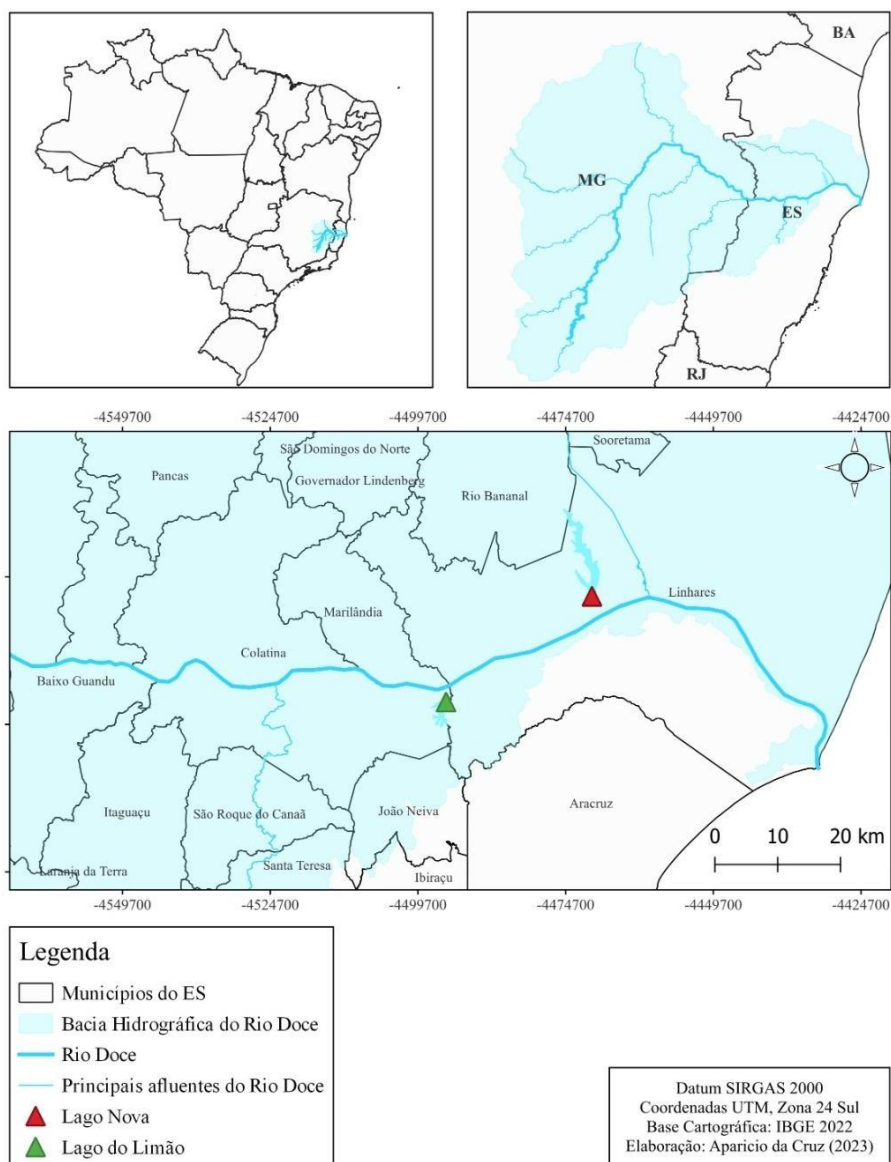 BA
MG
ES
RJ
-4549700 -4524700 -4499700 -4474700 -4449700 -4424700
Sooretama
São Domingos do Norte
Pancas
Governador Lindenberg
Rio Bananal
Linhares
Marilândia
Colatina
Baixo Guandu
Itaguaçu
São Roque do Canaã
João Neiva
Aracruz
0 10 20 km
Laranja da Terra
Santa Teresa
Ibiraçu
-4549700 -4524700 -4499700 -4474700 -4449700 -4424700
Legenda
Municípios do ES
Bacia Hidrográfica do Rio Doce
Rio Doce
Principais afluentes do Rio Doce
Lago Nova
Lago do Limão
Datum SIRGAS 2000
Coordenadas UTM, Zona 24 Sul
Base Cartográfica: IBGE 2022
Elaboração: Aparicio da Cruz (2023)